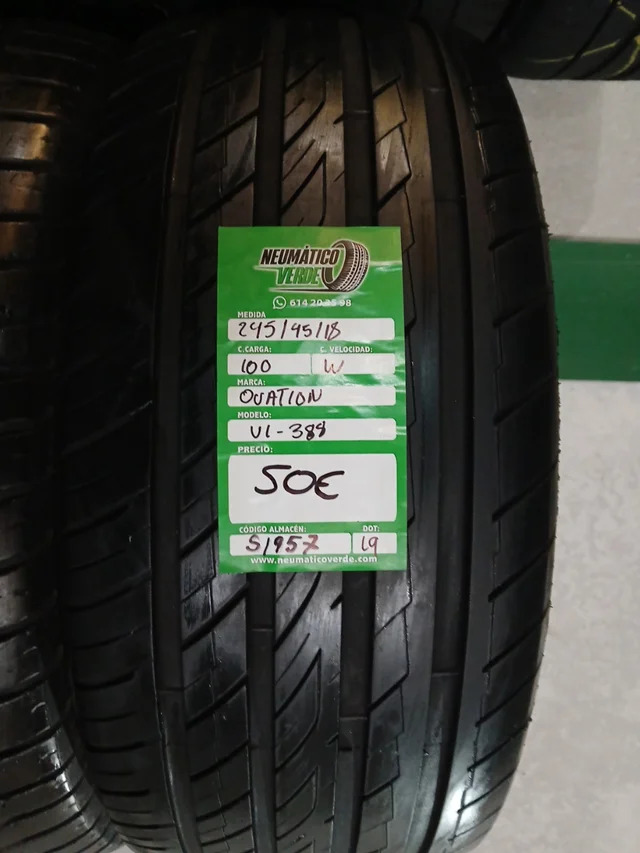 NEUMÁTICO
VERDE
614 20 35 98
MEDIDA
245/45/18
C.CARGA: C. VELOCIDAD:
100 W
MARCA:
OVATION
MODELO:
VI-388
PRECIO:
50€
CÓDIGO ALMACÉN: DOT:
S1957 19
www.neumaticoverde.com